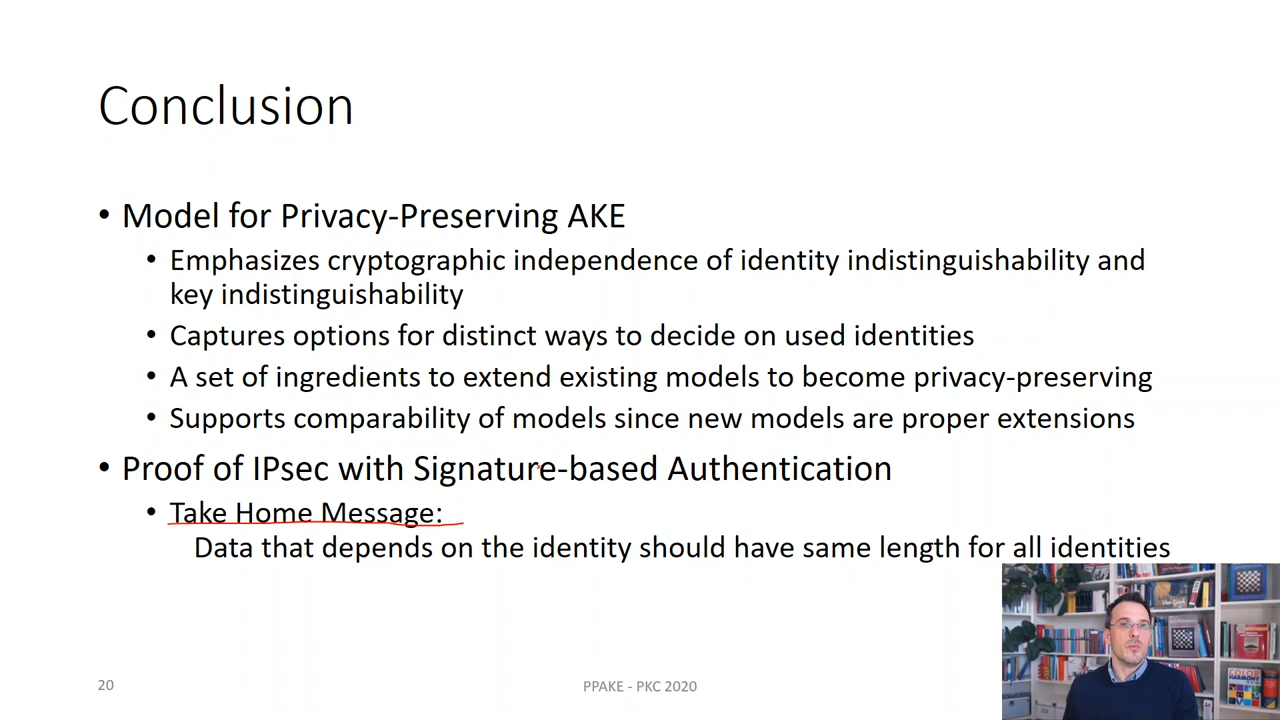 Conclusion
• Model for Privacy-Preserving AKE
• Emphasizes cryptographic independence of identity indistinguishability and
key indistinguishability
• Captures options for distinct ways to decide on used identities
• A set of ingredients to extend existing models to become privacy-preserving
• Supports comparability of models since new models are proper extensions
• Proof of IPsec with Signature-based Authentication
• Take Home Message:
Data that depends on the identity should have same length for all identities
20
PPAKE - PKC 2020
COLOR
HARMONY